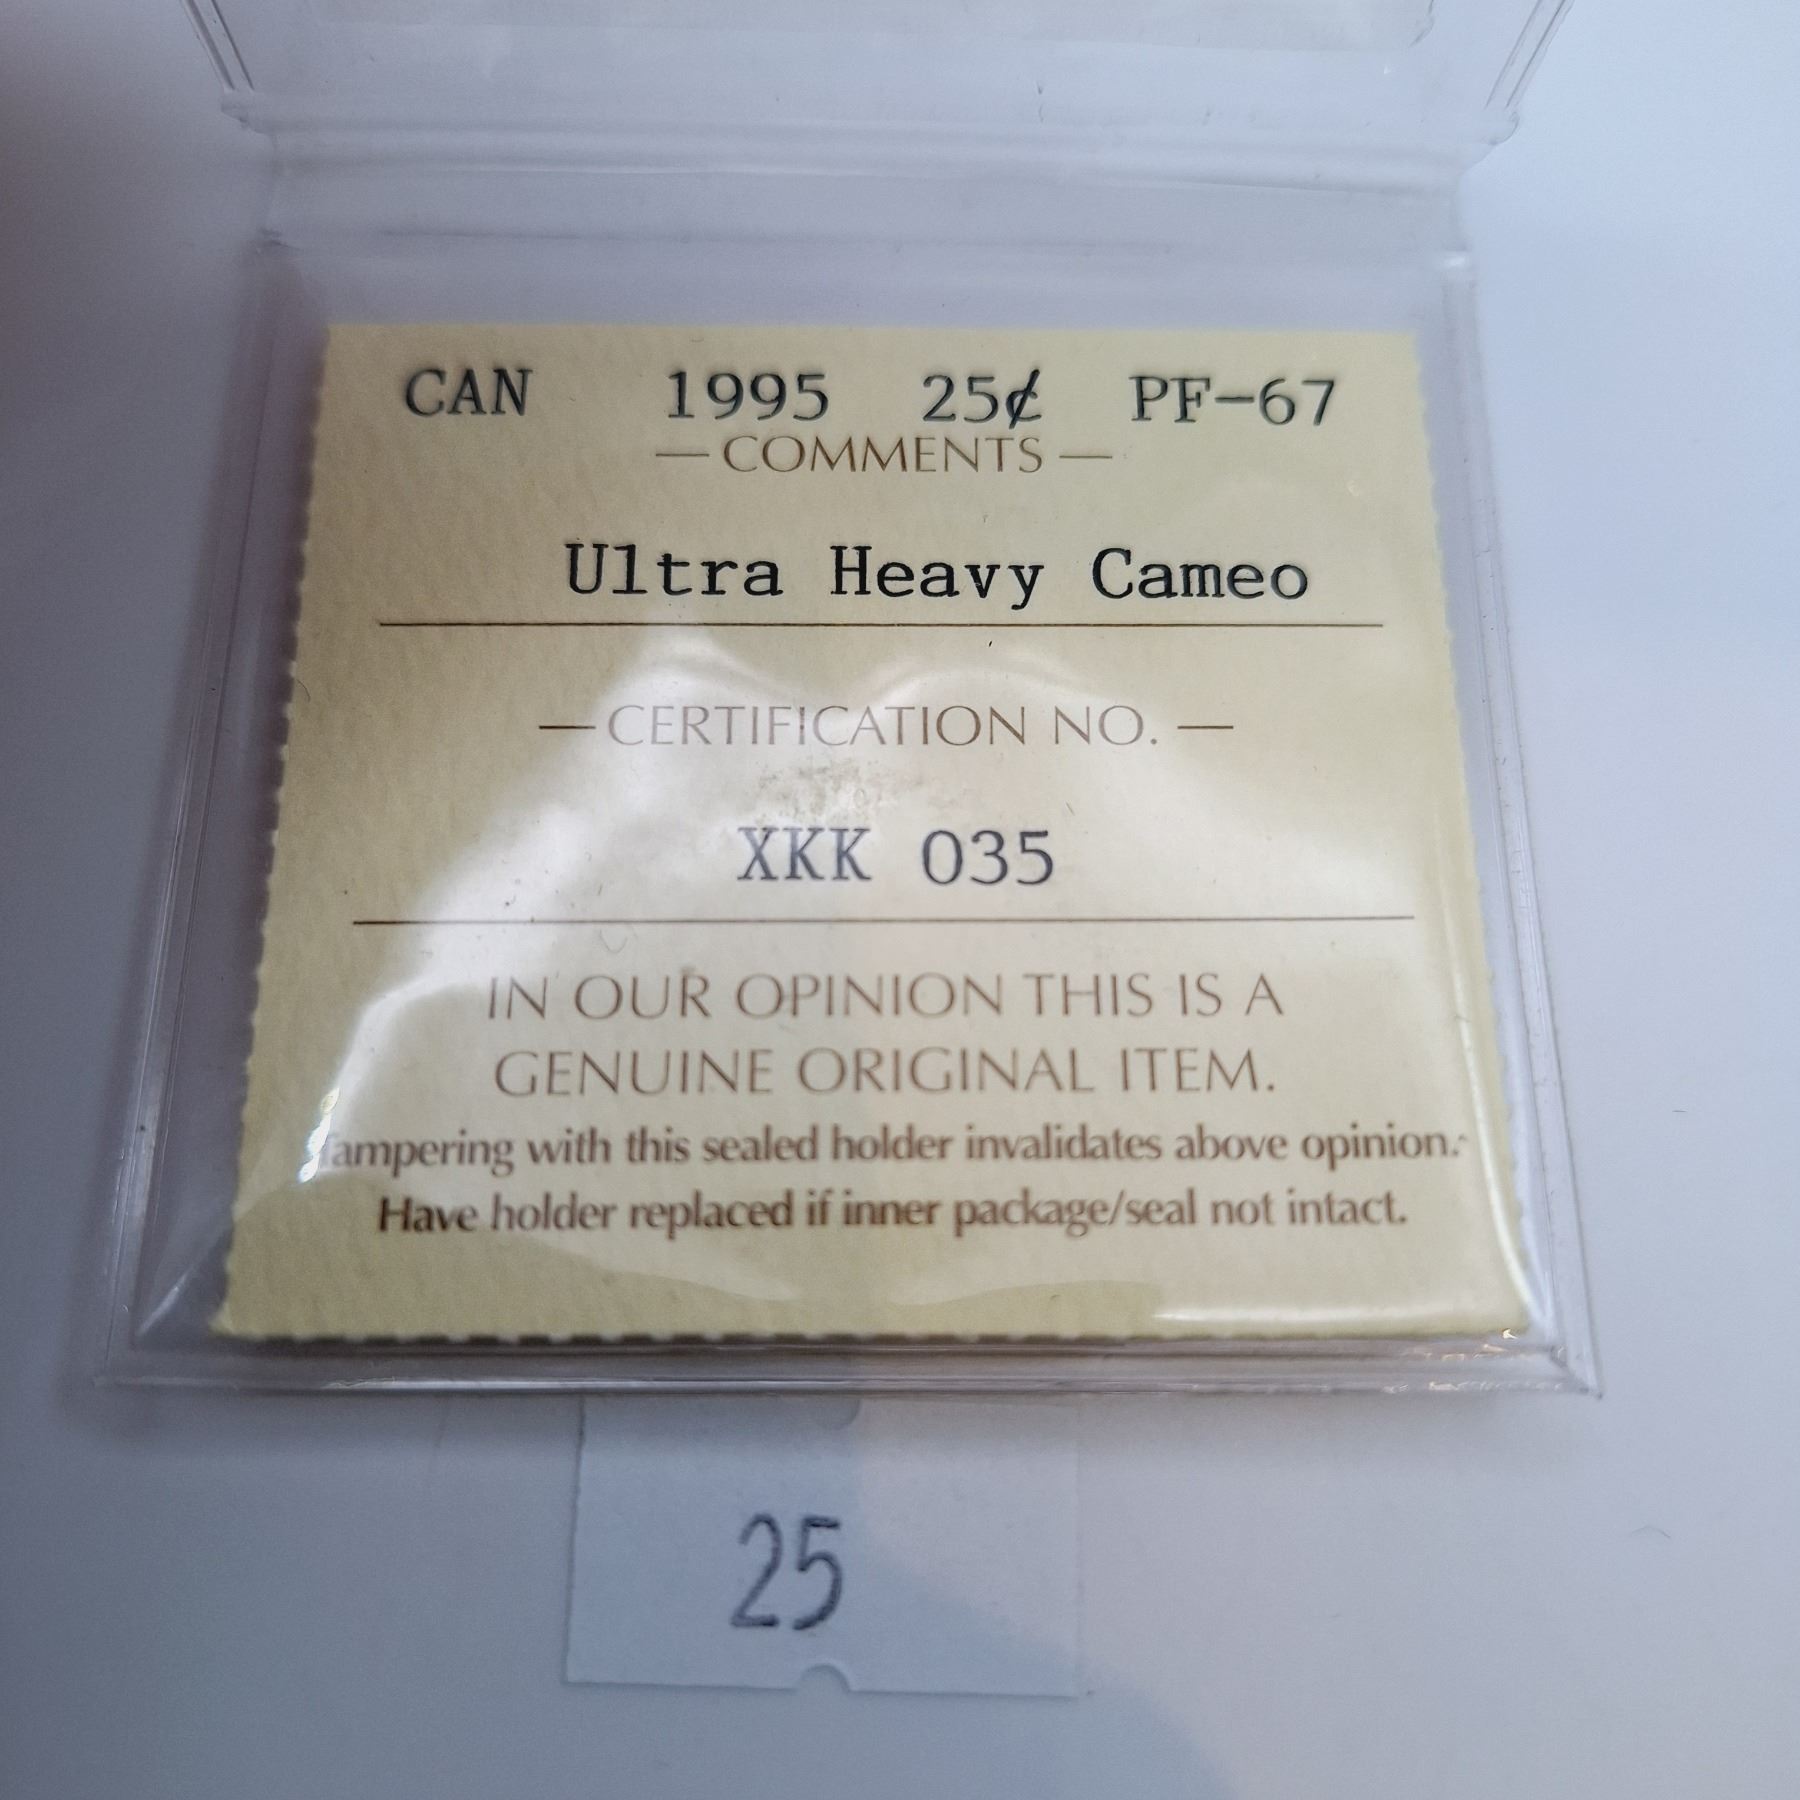 CAN 1995 25¢ PF-67
— COMMENTS —
Ultra Heavy Cameo
— CERTIFICATION NO. —
XKK 035
IN OUR OPINION THIS IS A
GENUINE ORIGINAL ITEM.
Tampering with this sealed holder invalidates above opinion.
Have holder replaced if inner package/seal not intact.
25